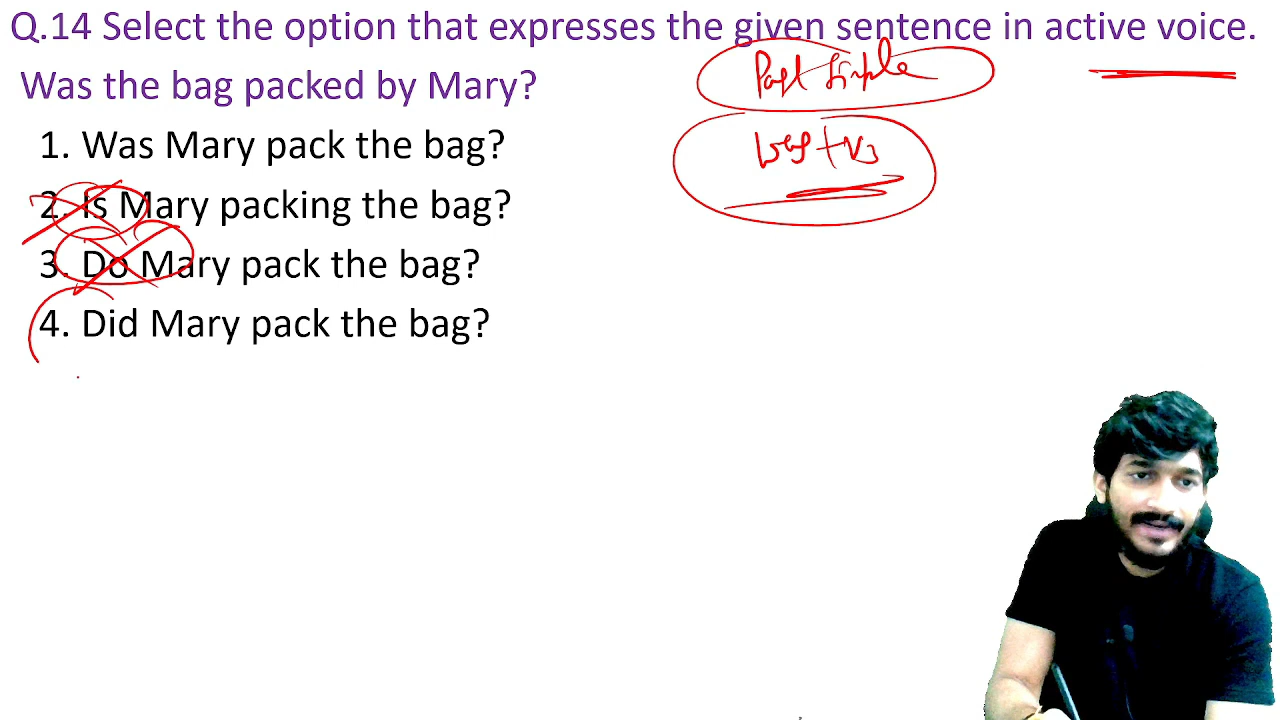 Q.14 Select the option that expresses the given sentence in active voice.
Was the bag packed by Mary?
Past Simple
was + V3
1. Was Mary pack the bag?
2. Is Mary packing the bag?
3. Do Mary pack the bag?
4. Did Mary pack the bag?